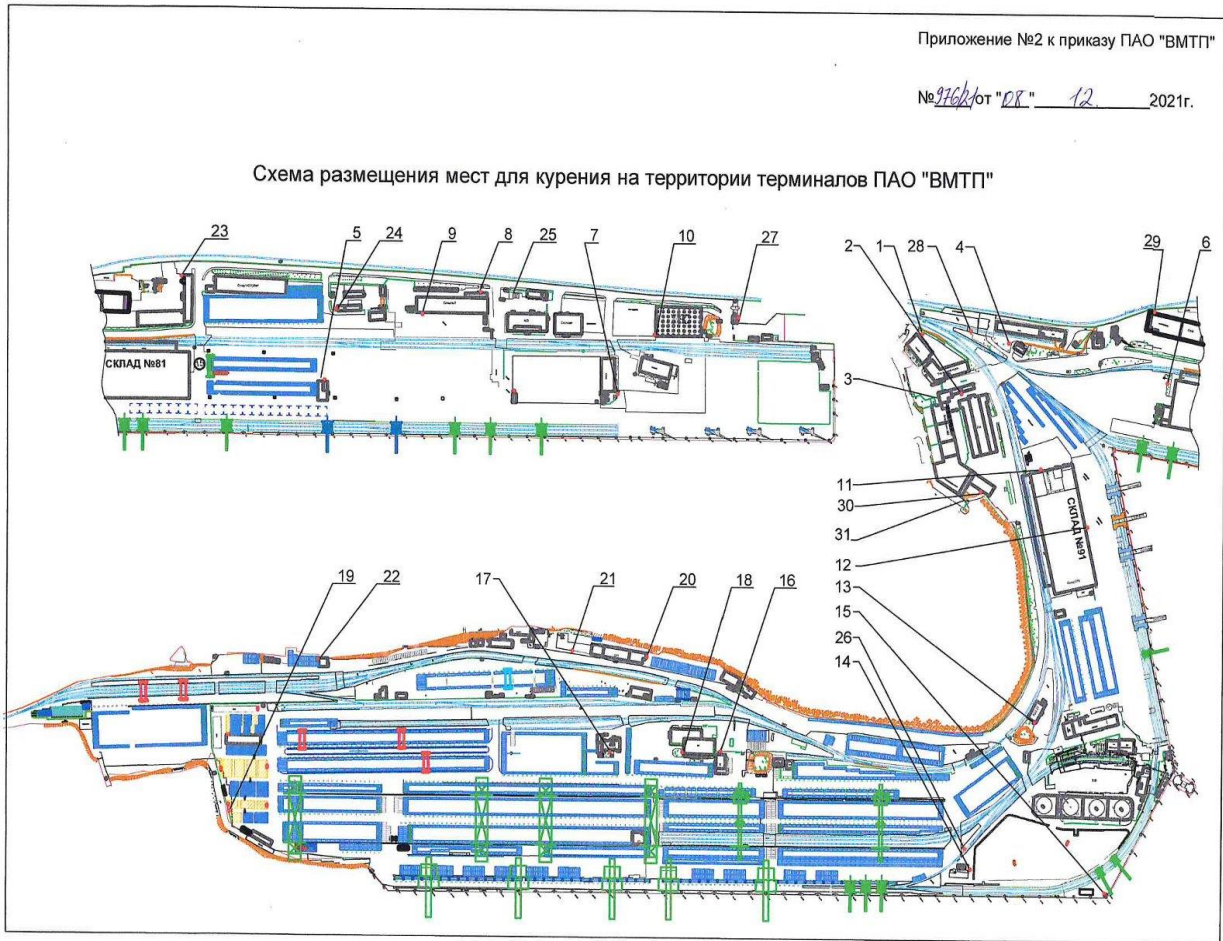 Приложение №2 к приказу ПАО "ВМТП"
№976/21 от "08" 12. 2021г.
Схема размещения мест для курения на территории терминалов ПАО "ВМТП"
23 5 24 9 8 25 7 10 27 2 1 28 4 29 6
СКЛАД №81
3
11
30
31
СКЛАД №91
12
13
15
26
14
19 22 17 21 20 18 16